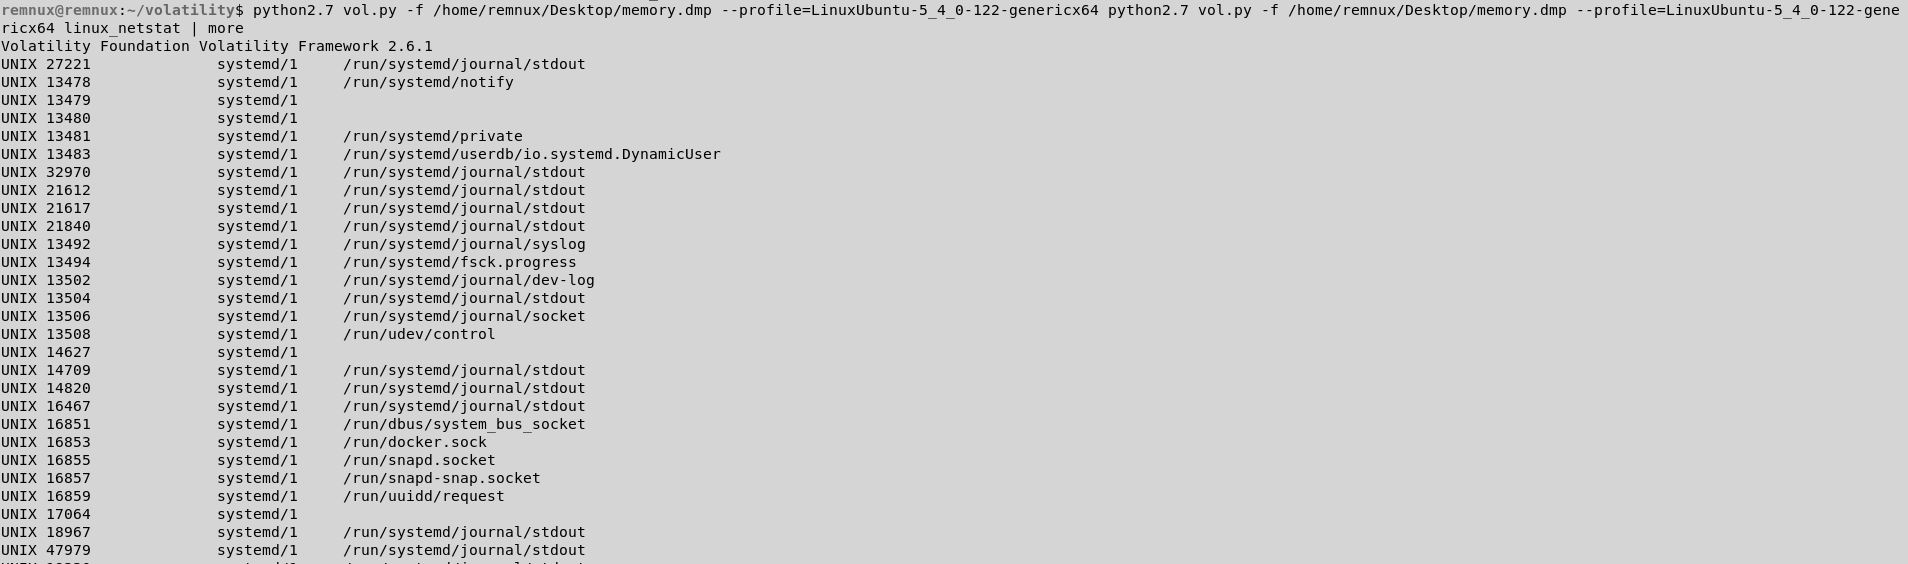 remnux@remnux:~/volatility$ python2.7 vol.py -f /home/remnux/Desktop/memory.dmp --profile=LinuxUbuntu-5_4_0-122-genericx64 python2.7 vol.py -f /home/remnux/Desktop/memory.dmp --profile=LinuxUbuntu-5_4_0-122-gene
ricx64 linux_netstat | more
Volatility Foundation Volatility Framework 2.6.1
UNIX 27221              systemd/1     /run/systemd/journal/stdout
UNIX 13478              systemd/1     /run/systemd/notify
UNIX 13479              systemd/1
UNIX 13480              systemd/1
UNIX 13481              systemd/1     /run/systemd/private
UNIX 13483              systemd/1     /run/systemd/userdb/io.systemd.DynamicUser
UNIX 32970              systemd/1     /run/systemd/journal/stdout
UNIX 21612              systemd/1     /run/systemd/journal/stdout
UNIX 21617              systemd/1     /run/systemd/journal/stdout
UNIX 21840              systemd/1     /run/systemd/journal/stdout
UNIX 13492              systemd/1     /run/systemd/journal/syslog
UNIX 13494              systemd/1     /run/systemd/fsck.progress
UNIX 13502              systemd/1     /run/systemd/journal/dev-log
UNIX 13504              systemd/1     /run/systemd/journal/stdout
UNIX 13506              systemd/1     /run/systemd/journal/socket
UNIX 13508              systemd/1     /run/udev/control
UNIX 14627              systemd/1
UNIX 14709              systemd/1     /run/systemd/journal/stdout
UNIX 14820              systemd/1     /run/systemd/journal/stdout
UNIX 16467              systemd/1     /run/systemd/journal/stdout
UNIX 16851              systemd/1     /run/dbus/system_bus_socket
UNIX 16853              systemd/1     /run/docker.sock
UNIX 16855              systemd/1     /run/snapd.socket
UNIX 16857              systemd/1     /run/snapd-snap.socket
UNIX 16859              systemd/1     /run/uuidd/request
UNIX 17064              systemd/1
UNIX 18967              systemd/1     /run/systemd/journal/stdout
UNIX 47979              systemd/1     /run/systemd/journal/stdout